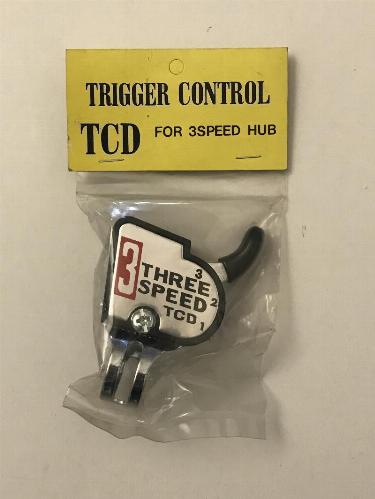 TRIGGER CONTROL
TCD FOR 3SPEED HUB
3
THREE 3
SPEED 2
TCD 1